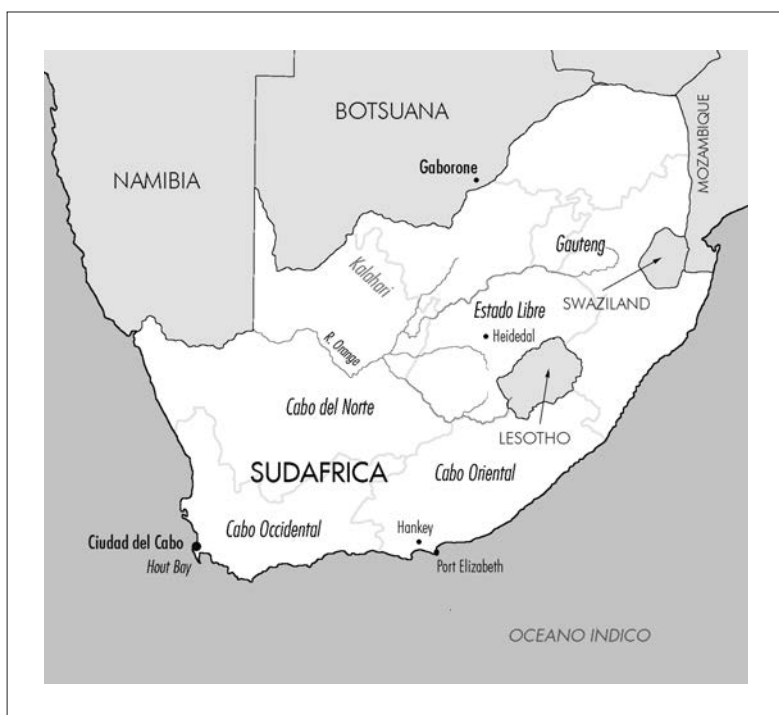 BOTSUANA
MOZAMBIQUE
Gaborone
NAMIBIA
Gauteng
Kalahari
SWAZILAND
Estado Libre
Heidedal
R. Orange
Cabo del Norte
LESOTHO
SUDAFRICA
Cabo Oriental
Cabo Occidental
Hankey
Ciudad del Cabo
Hout Bay
Port Elizabeth
OCEANO INDICO